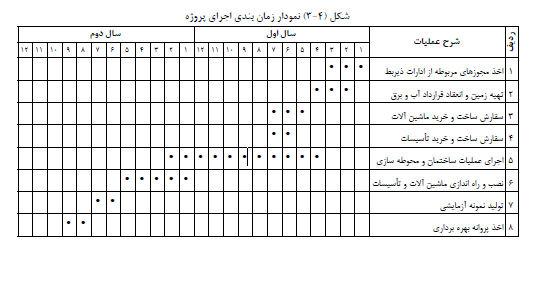 شکل (۴-۳) نمودار زمان بندی اجرای پروژه
ردیف شرح عملیات سال اول سال دوم
۱ ۲ ۳ ۴ ۵ ۶ ۷ ۸ ۹ ۱۰ ۱۱ ۱۲ ۱ ۲ ۳ ۴ ۵ ۶ ۷ ۸ ۹ ۱۰ ۱۱ ۱۲
۱ اخذ مجوزهای مربوطه از ادارات ذیربط
۲ تهیه زمین و انعقاد قرارداد آب و برق
۳ سفارش ساخت و خرید ماشین آلات
۴ سفارش ساخت و خرید تأسیسات
۵ اجرای عملیات ساختمان و محوطه سازی
۶ نصب و راه اندازی ماشین آلات و تأسیسات
۷ تولید نمونه آزمایشی
۸ اخذ پروانه بهره برداری